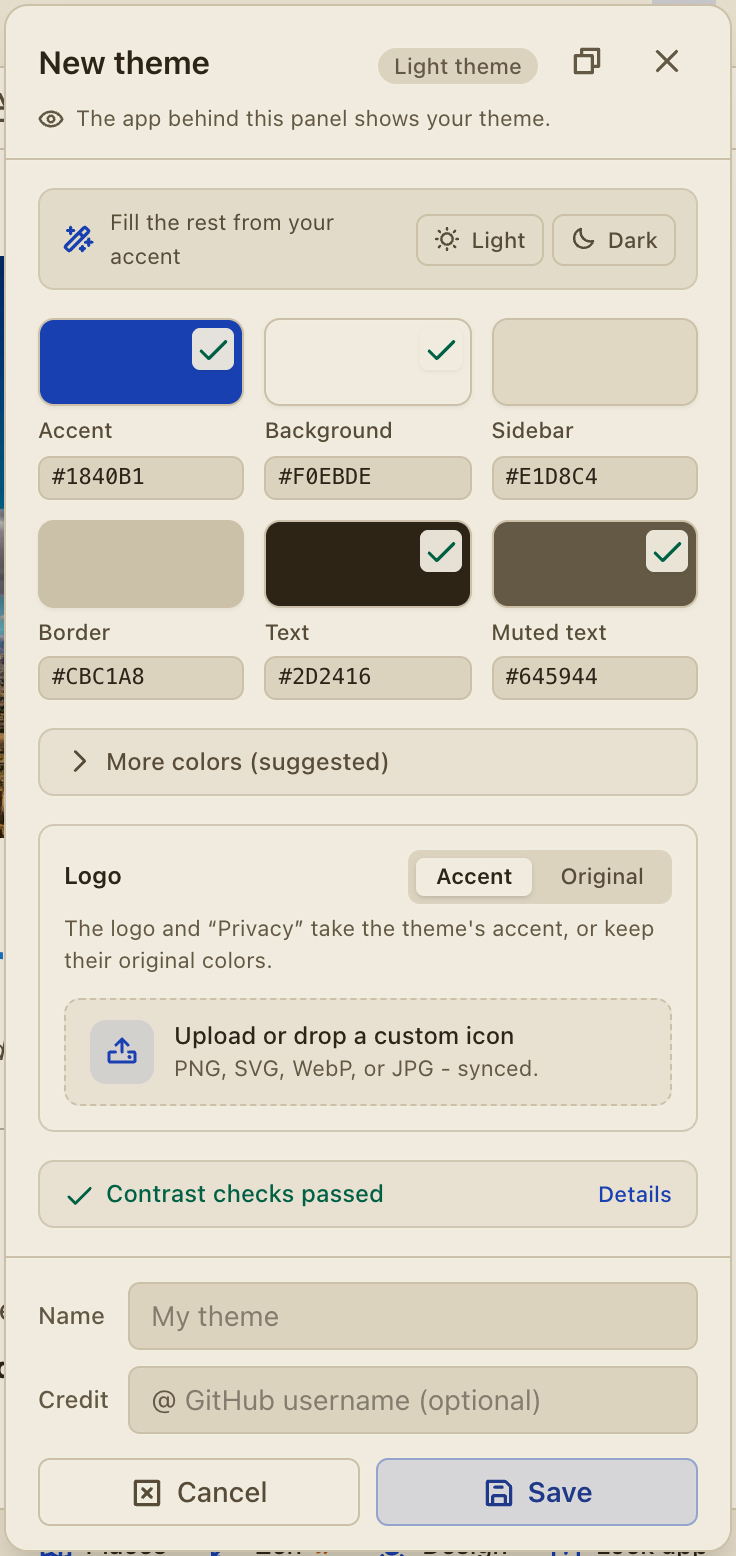 New theme
Light theme
The app behind this panel shows your theme.
Fill the rest from your
accent
Light
Dark
Accent
Background
Sidebar
#1840B1
#F0EBDE
#E1D8C4
Border
Text
Muted text
#CBC1A8
#2D2416
#645944
More colors (suggested)
Logo
Accent
Original
The logo and “Privacy” take the theme's accent, or keep
their original colors.
Upload or drop a custom icon
PNG, SVG, WebP, or JPG - synced.
Contrast checks passed
Details
Name
My theme
Credit
@ GitHub username (optional)
Cancel
Save